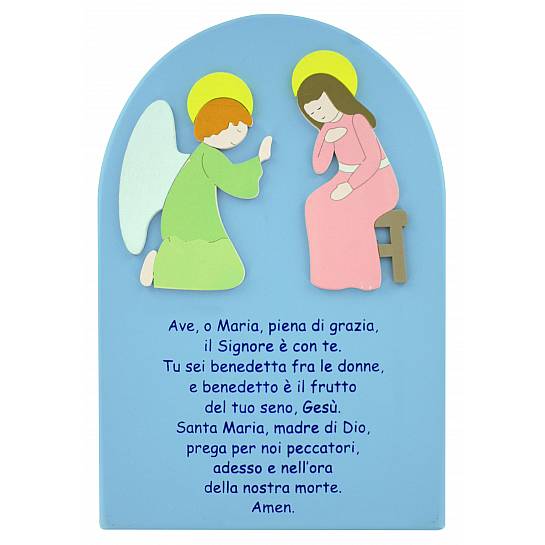 Ave, o Maria, piena di grazia,
il Signore è con te.
Tu sei benedetta fra le donne,
e benedetto è il frutto
del tuo seno, Gesù.
Santa Maria, madre di Dio,
prega per noi peccatori,
adesso e nell'ora
della nostra morte.
Amen.